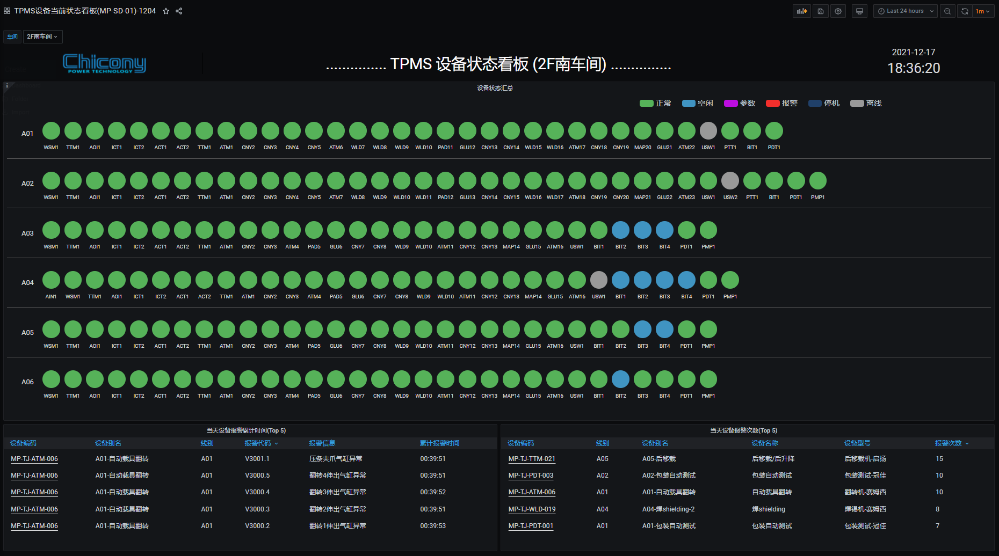 TPMS设备当前状态看板(MP-SD-01)-1204
Last 24 hours
1m
车间
2F南车间
Chicony
POWER TECHNOLOGY
............... TPMS 设备状态看板 (2F南车间) ...............
2021-12-17
18:36:20
i
设备状态汇总
正常 空闲 参数 报警 停机 离线
A01
WSM1 TTM1 AOI1 ICT1 ICT2 ACT1 ACT2 TTM1 ATM1 CNY2 CNY3 CNY4 CNY5 ATM6 WLD7 WLD8 WLD9 WLD10 PAD11 GLU12 CNY13 CNY14 WLD15 WLD16 ATM17 CNY18 CNY19 MAP20 GLU21 ATM22 USW1 PTT1 BIT1 PDT1
A02
WSM1 TTM1 AOI1 ICT1 ICT2 ACT1 ACT2 TTM1 ATM1 CNY2 CNY3 CNY4 CNY5 ATM7 WLD8 WLD9 WLD10 WLD11 PAD12 GLU13 CNY14 CNY15 WLD16 WLD17 ATM18 CNY19 CNY20 MAP21 GLU22 ATM23 USW1 USW2 PTT1 BIT1 PDT1 PMP1
A03
WSM1 TTM1 AOI1 ICT1 ICT2 ACT1 ACT2 TTM1 ATM1 CNY2 CNY3 ATM4 PAD5 GLU6 CNY7 CNY8 WLD9 WLD10 ATM11 CNY12 CNY13 MAP14 GLU15 ATM16 USW1 BIT1 BIT2 BIT3 BIT4 PDT1 PMP1
A04
AIN1 WSM1 TTM1 AOI1 ICT1 ICT2 ACT1 ACT2 TTM1 ATM1 CNY2 CNY3 ATM4 PAD5 GLU6 CNY7 CNY8 WLD9 WLD10 ATM11 CNY12 CNY13 MAP14 GLU15 ATM16 USW1 BIT1 BIT2 BIT3 BIT4 PDT1 PMP1
A05
WSM1 TTM1 AOI1 ICT1 ICT2 ACT1 ACT2 TTM1 ATM1 CNY2 CNY3 ATM4 PAD5 GLU6 CNY7 CNY8 WLD9 WLD10 ATM11 CNY12 CNY13 MAP14 GLU15 ATM16 USW1 BIT1 BIT2 BIT3 BIT4 PDT1 PMP1
A06
WSM1 TTM1 AOI1 ICT1 ICT2 ACT1 ACT2 TTM1 ATM1 CNY2 CNY3 ATM4 PAD5 GLU6 CNY7 CNY8 WLD9 WLD10 ATM11 CNY12 CNY13 MAP14 GLU15 ATM16 USW1 BIT1 BIT2 BIT3 BIT4 PDT1 PMP1
当天设备报警累计时间(Top 5)
设备编码 设备别名 线别 报警代码 报警信息 累计报警时间
MP-TJ-ATM-006 A01-自动载具翻转 A01 V3001.1 压条夹爪气缸异常 00:39:51
MP-TJ-ATM-006 A01-自动载具翻转 A01 V3000.5 翻转4伸出气缸异常 00:39:51
MP-TJ-ATM-006 A01-自动载具翻转 A01 V3000.4 翻转3伸出气缸异常 00:39:52
MP-TJ-ATM-006 A01-自动载具翻转 A01 V3000.3 翻转2伸出气缸异常 00:39:51
MP-TJ-ATM-006 A01-自动载具翻转 A01 V3000.2 翻转1伸出气缸异常 00:39:53
当天设备报警次数(Top 5)
设备编码 线别 设备别名 设备名称 设备型号 报警次数
MP-TJ-TTM-021 A05 A05-后移载 后移载/后升降 后移载机-启扬 15
MP-TJ-PDT-003 A02 A02-包装自动测试 包装自动测试 包装测试-冠佳 10
MP-TJ-ATM-006 A01 A01-自动载具翻转 自动载具翻转 翻转机-赛姆西 10
MP-TJ-WLD-019 A04 A04-焊shielding-2 焊shielding 焊锡机-赛姆西 8
MP-TJ-PDT-001 A01 A01-包装自动测试 包装自动测试 包装测试-冠佳 7